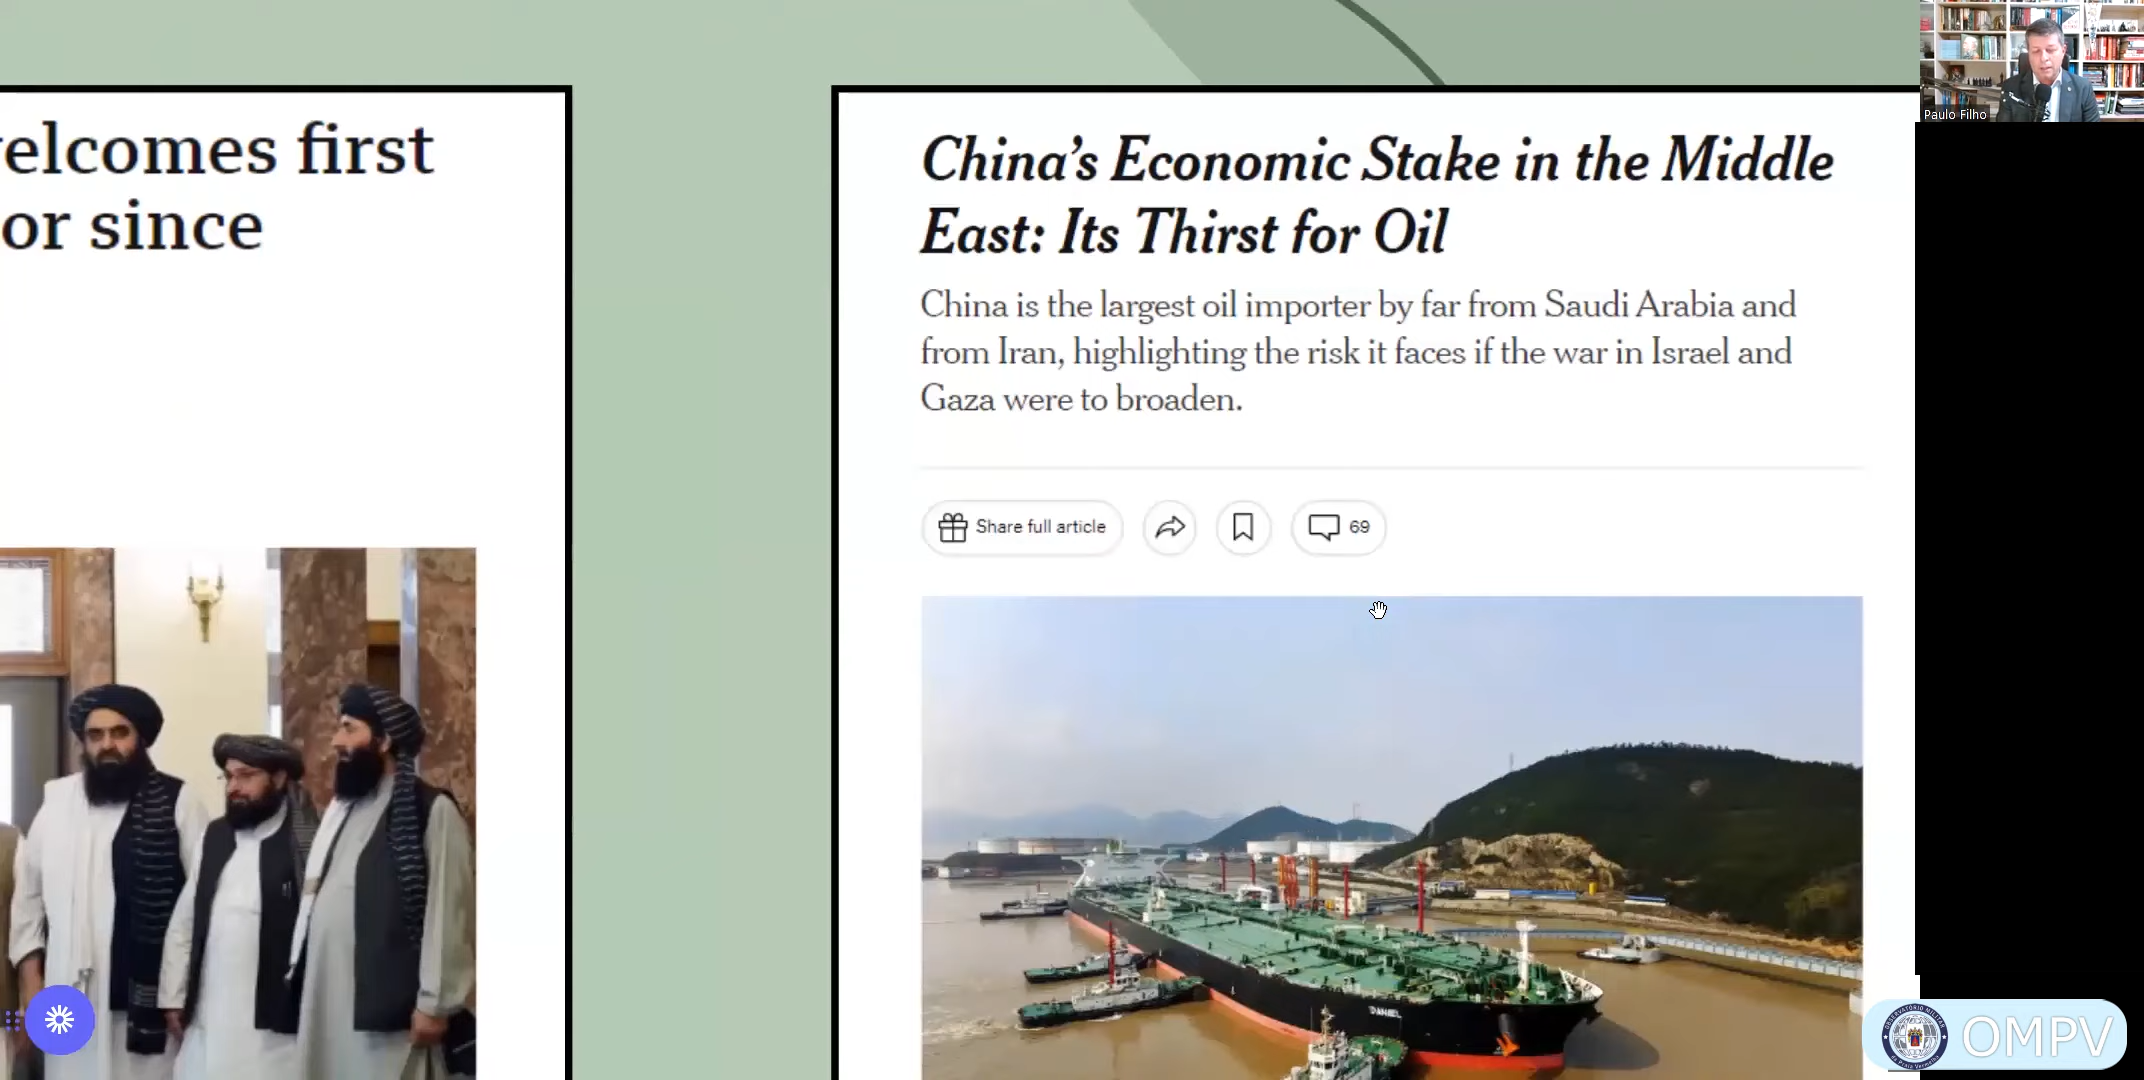 Paulo Filho
elcomes first
or since
China's Economic Stake in the Middle
East: Its Thirst for Oil
China is the largest oil importer by far from Saudi Arabia and
from Iran, highlighting the risk it faces if the war in Israel and
Gaza were to broaden.
Share full article
69
DANIEL
OMPV